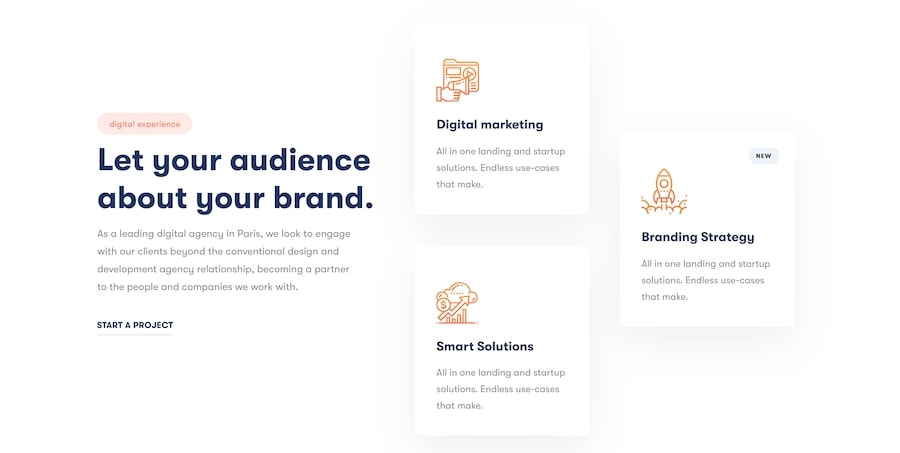 digital experience
Let your audience
about your brand.
As a leading digital agency in Paris, we look to engage
with our clients beyond the conventional design and
development agency relationship, becoming a partner
to the people and companies we work with.
START A PROJECT
Digital marketing
All in one landing and startup
solutions. Endless use-cases
that make.
Smart Solutions
All in one landing and startup
solutions. Endless use-cases
that make.
NEW
Branding Strategy
All in one landing and startup
solutions. Endless use-cases
that make.